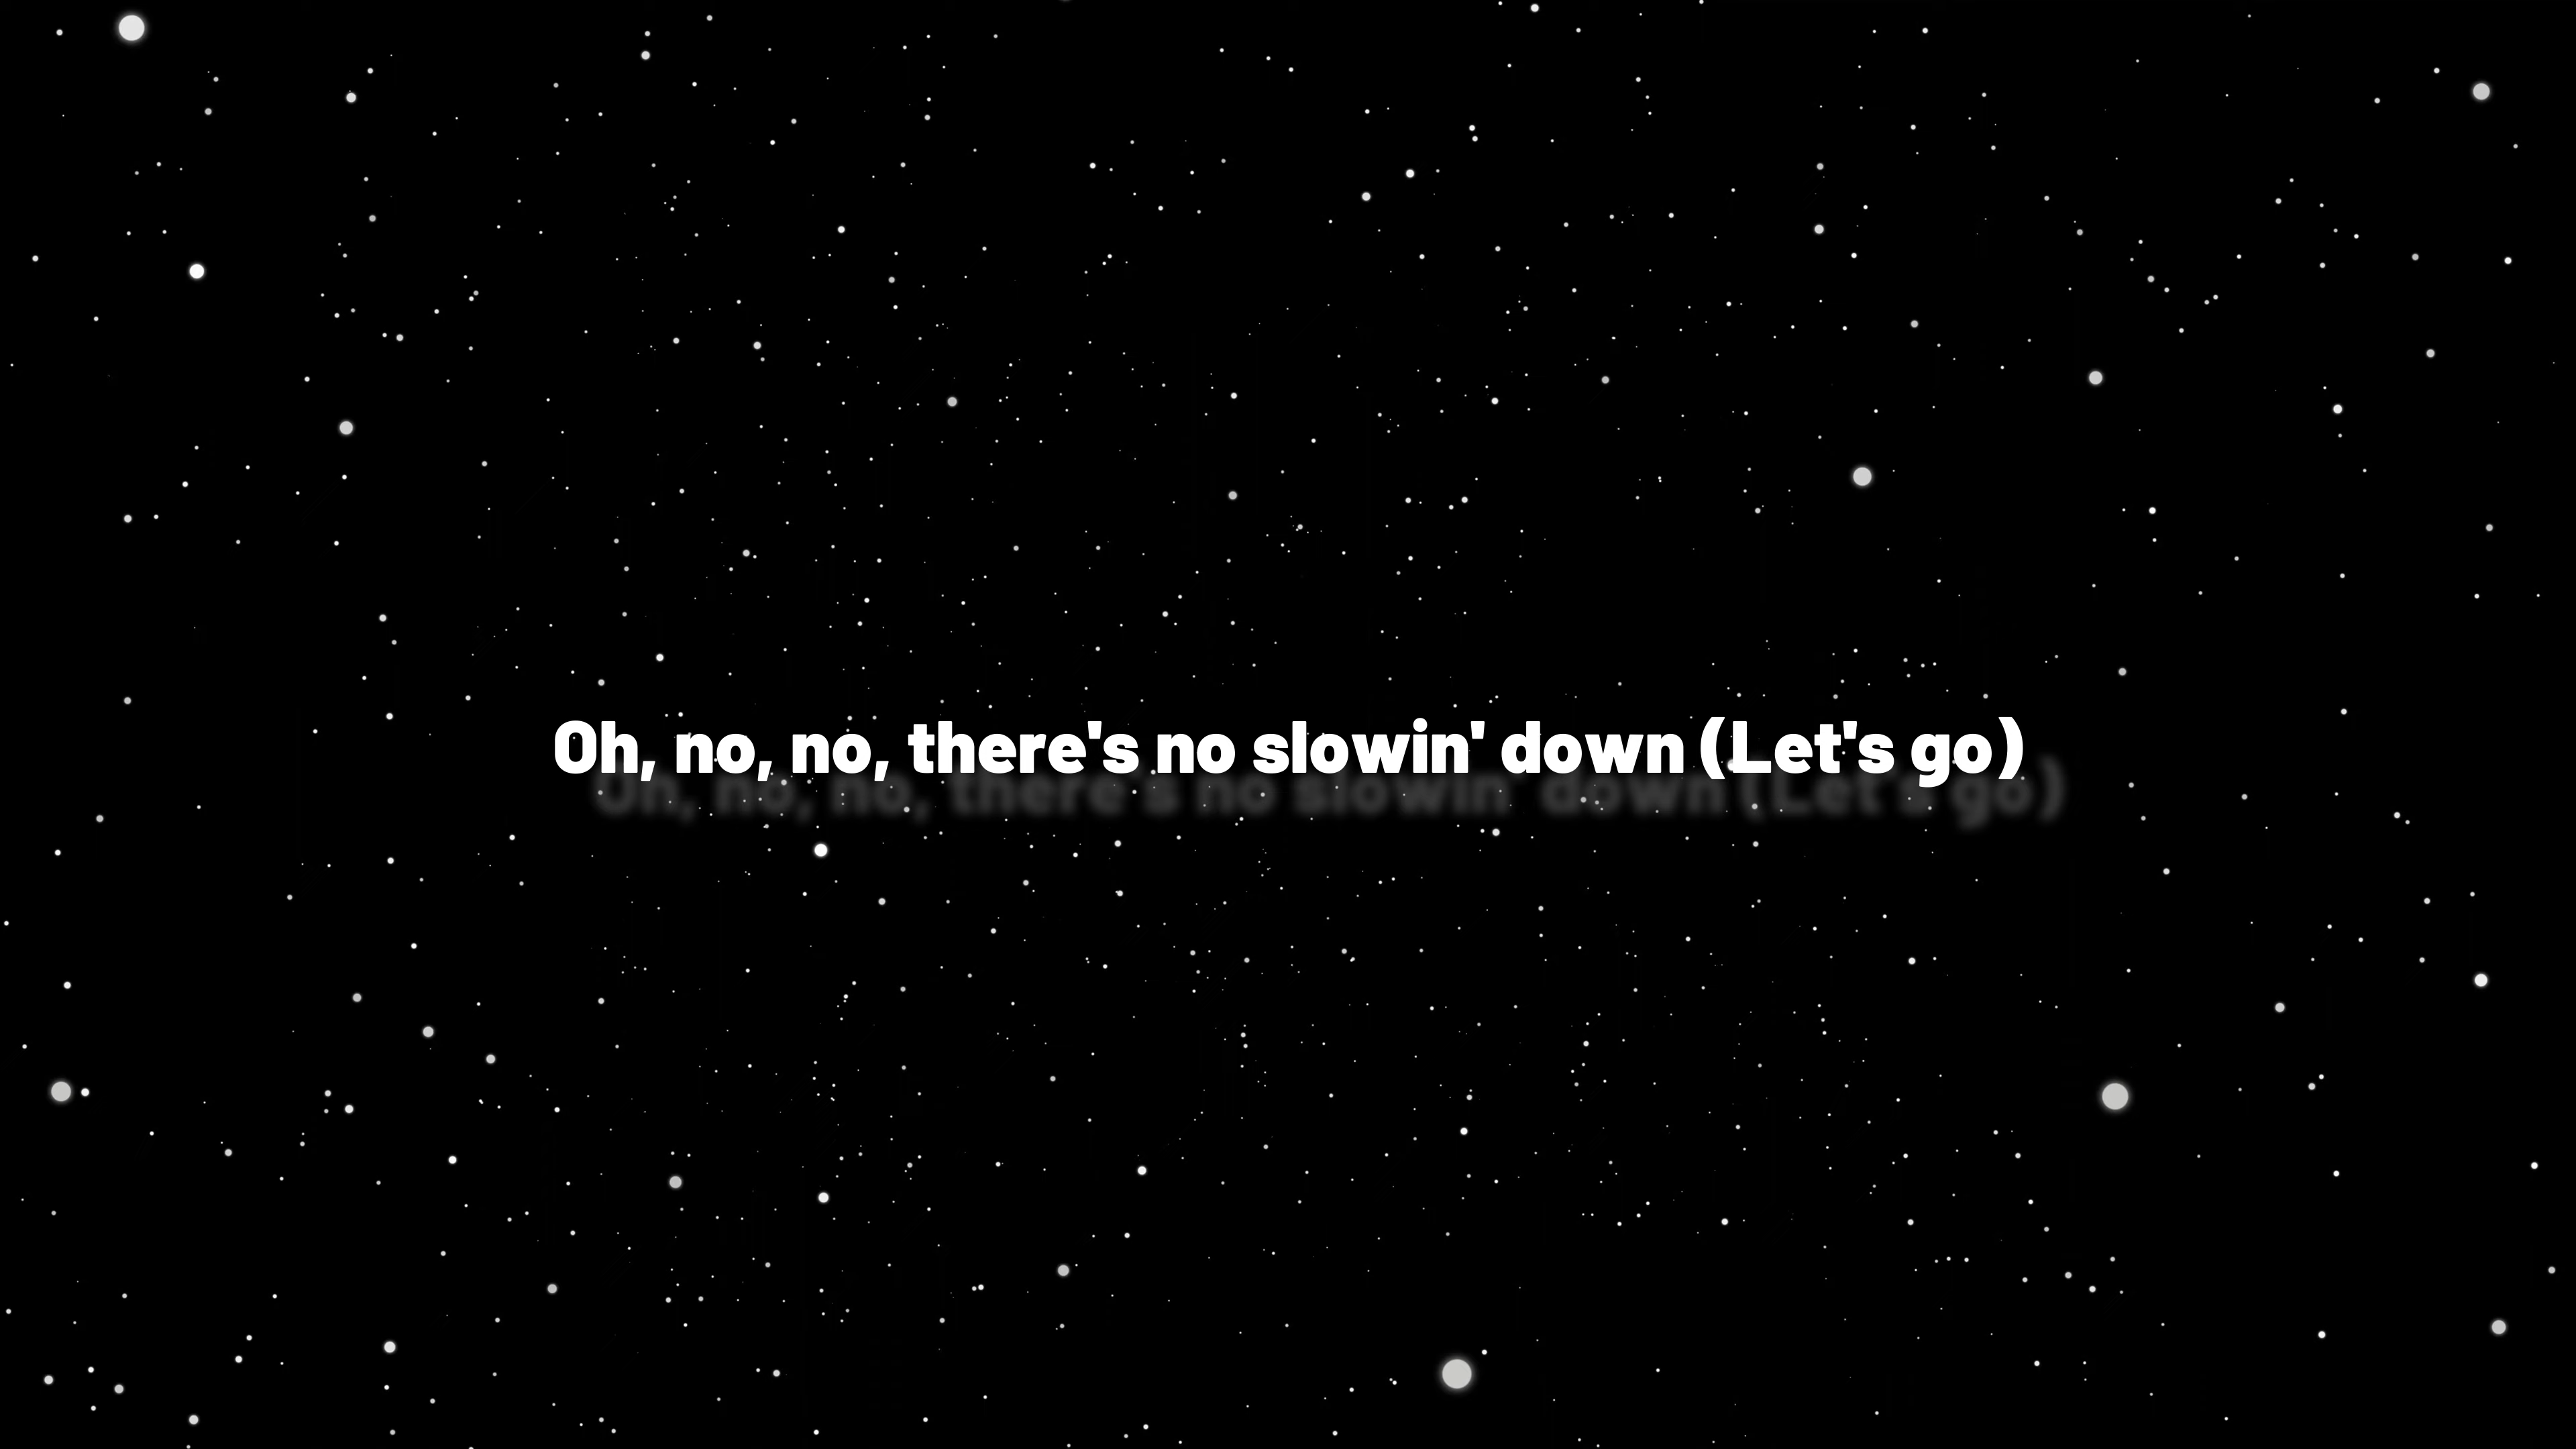 Oh, no, no, there's no slowin' down (Let's go)